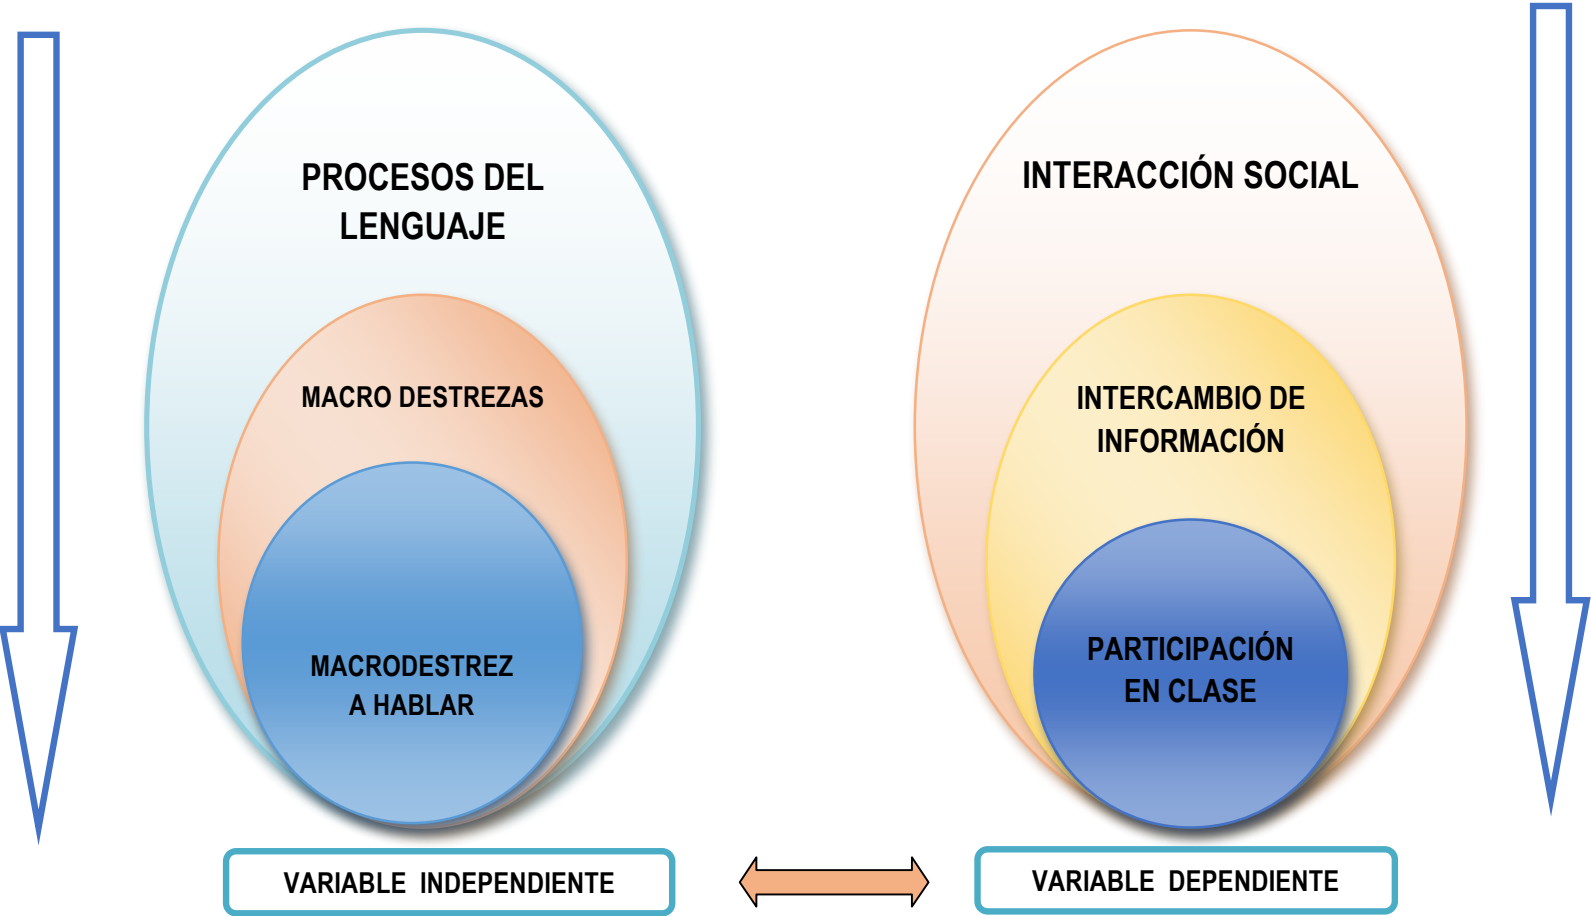 PROCESOS DEL
LENGUAJE
MACRO DESTREZAS
MACRODESTREZ
A HABLAR
VARIABLE INDEPENDIENTE
INTERACCIÓN SOCIAL
INTERCAMBIO DE
INFORMACIÓN
PARTICIPACIÓN
EN CLASE
VARIABLE DEPENDIENTE